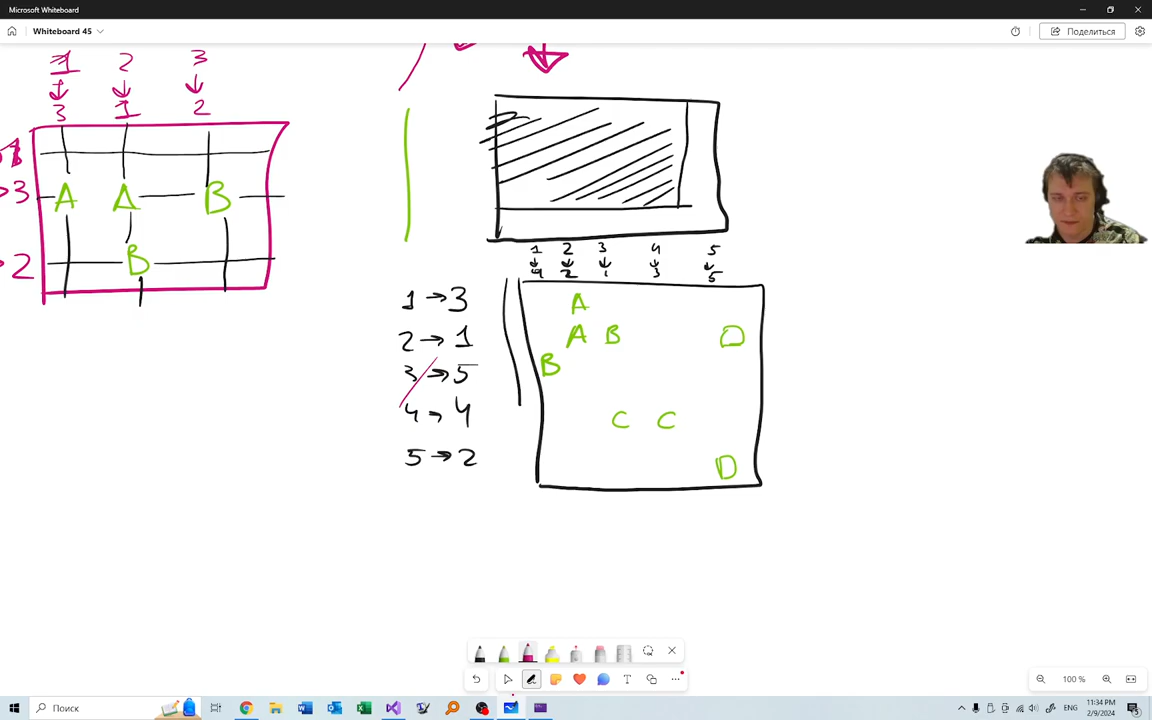 Microsoft Whiteboard
Whiteboard 45
Поделиться
1 2 3
3 1 2
3 A A B
2 B
1 2 3 4 5
4 2 1 3 5
1 → 3 A
2 → 1 A B D
3 → 5 B
4 → 4 C C
5 → 2 D
100 %
Поиск
ENG
11:34 PM
2/9/2024